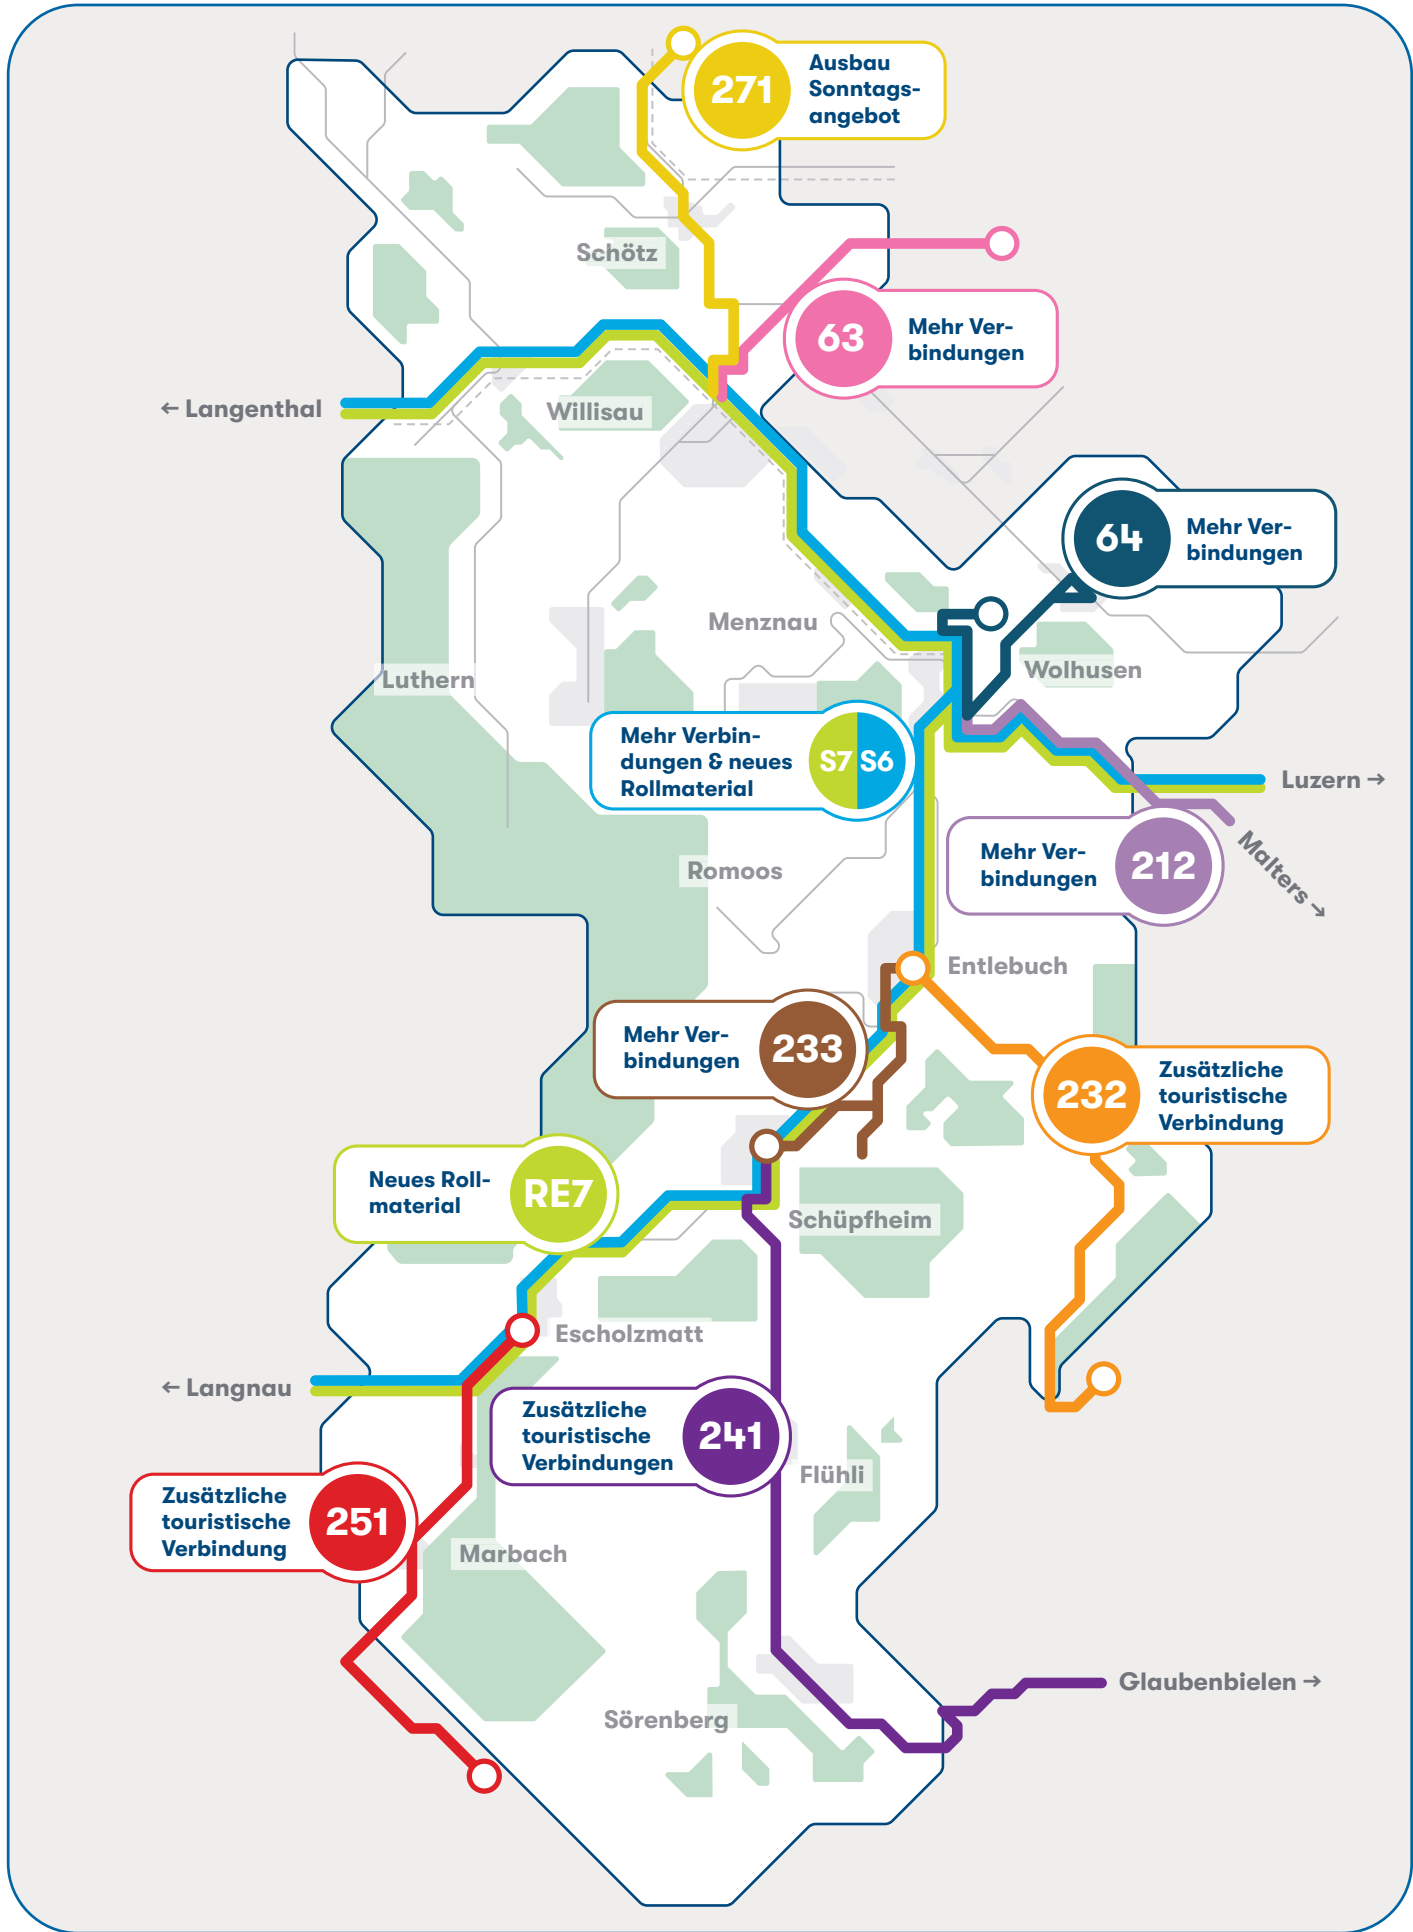 271
Ausbau
Sonntags-
angebot
Schötz
63
Mehr Ver-
bindungen
← Langenthal
Willisau
64
Mehr Ver-
bindungen
Menznau
Wolhusen
Luthern
Mehr Verbin-
dungen & neues
Rollmaterial
S7 S6
Luzern →
Mehr Ver-
bindungen
212
Malters →
Romoos
Entlebuch
Mehr Ver-
bindungen
233
232
Zusätzliche
touristische
Verbindung
Neues Roll-
material
RE7
Schüpfheim
Escholzmatt
← Langnau
Zusätzliche
touristische
Verbindungen
241
Flühli
Zusätzliche
touristische
Verbindung
251
Marbach
Glaubenbielen →
Sörenberg